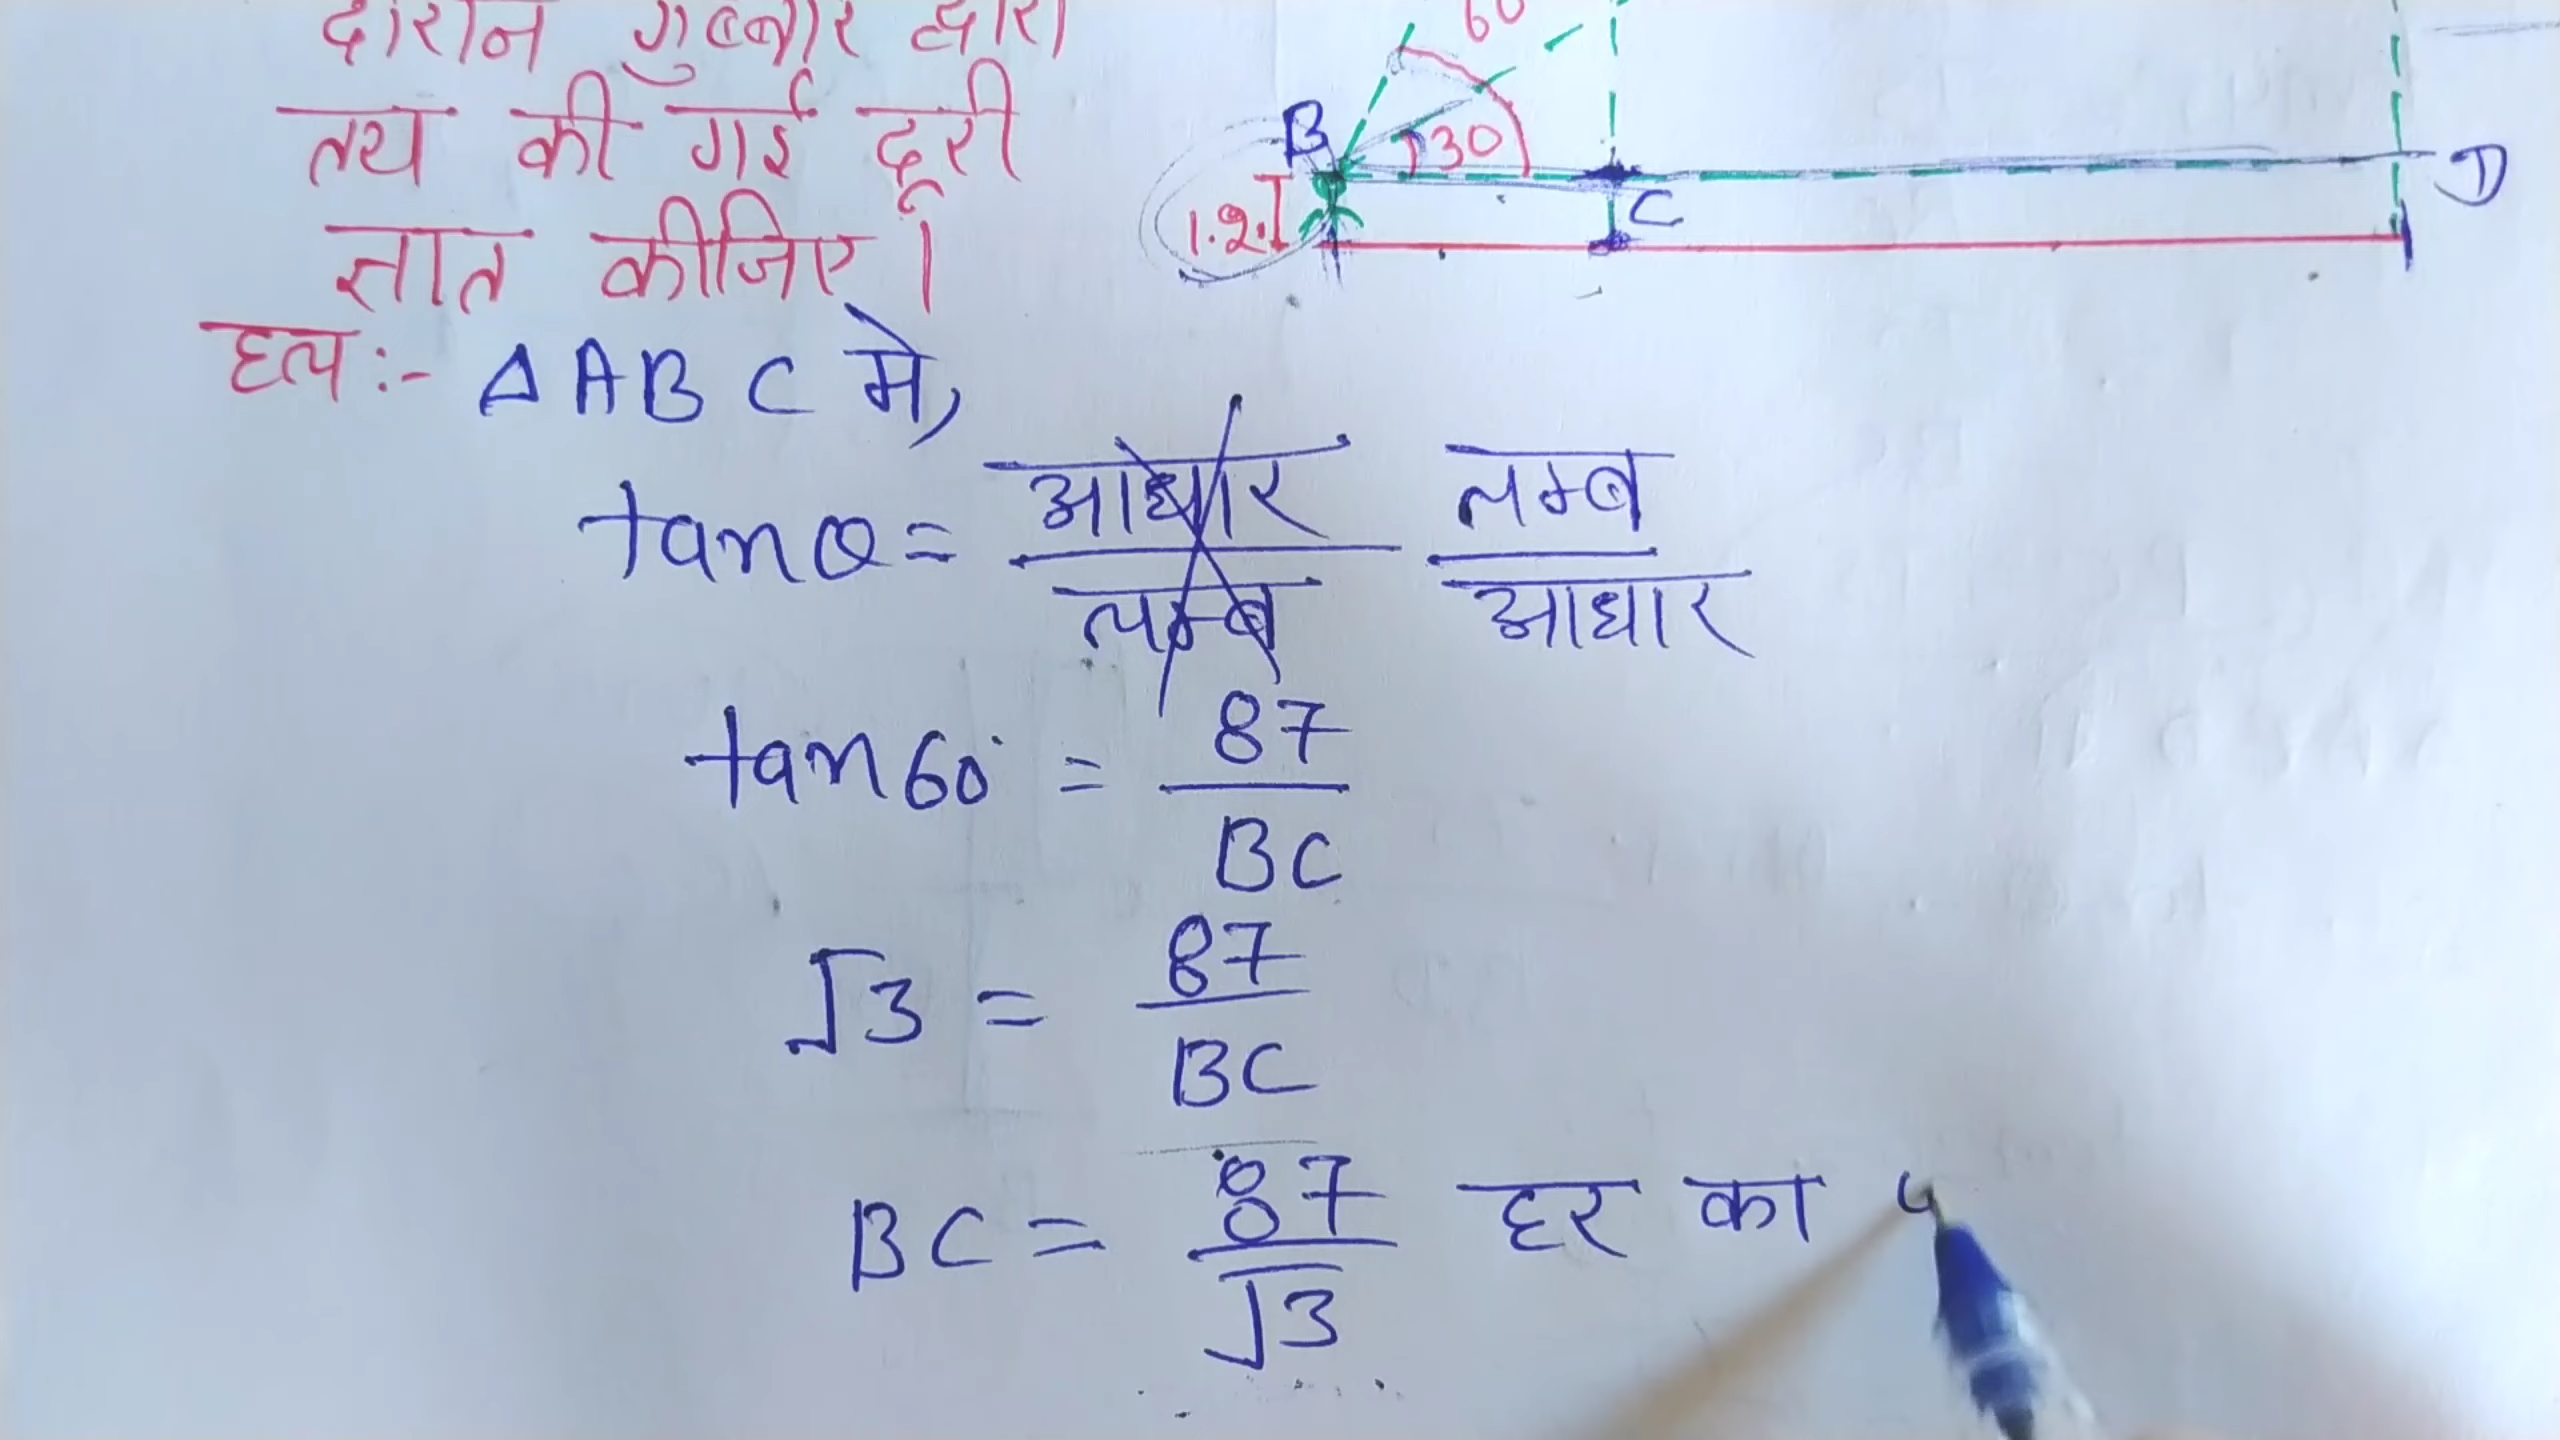 दौरान गुब्बारे द्वारा
तय की गई दूरी
ज्ञात कीजिए।
60
B
30
1.2
C
D
हल:- ΔABC मे,
tanθ = आधार/लम्ब लम्ब/आधार
tan60° = 87/BC
√3 = 87/BC
BC = 87/√3 हर का